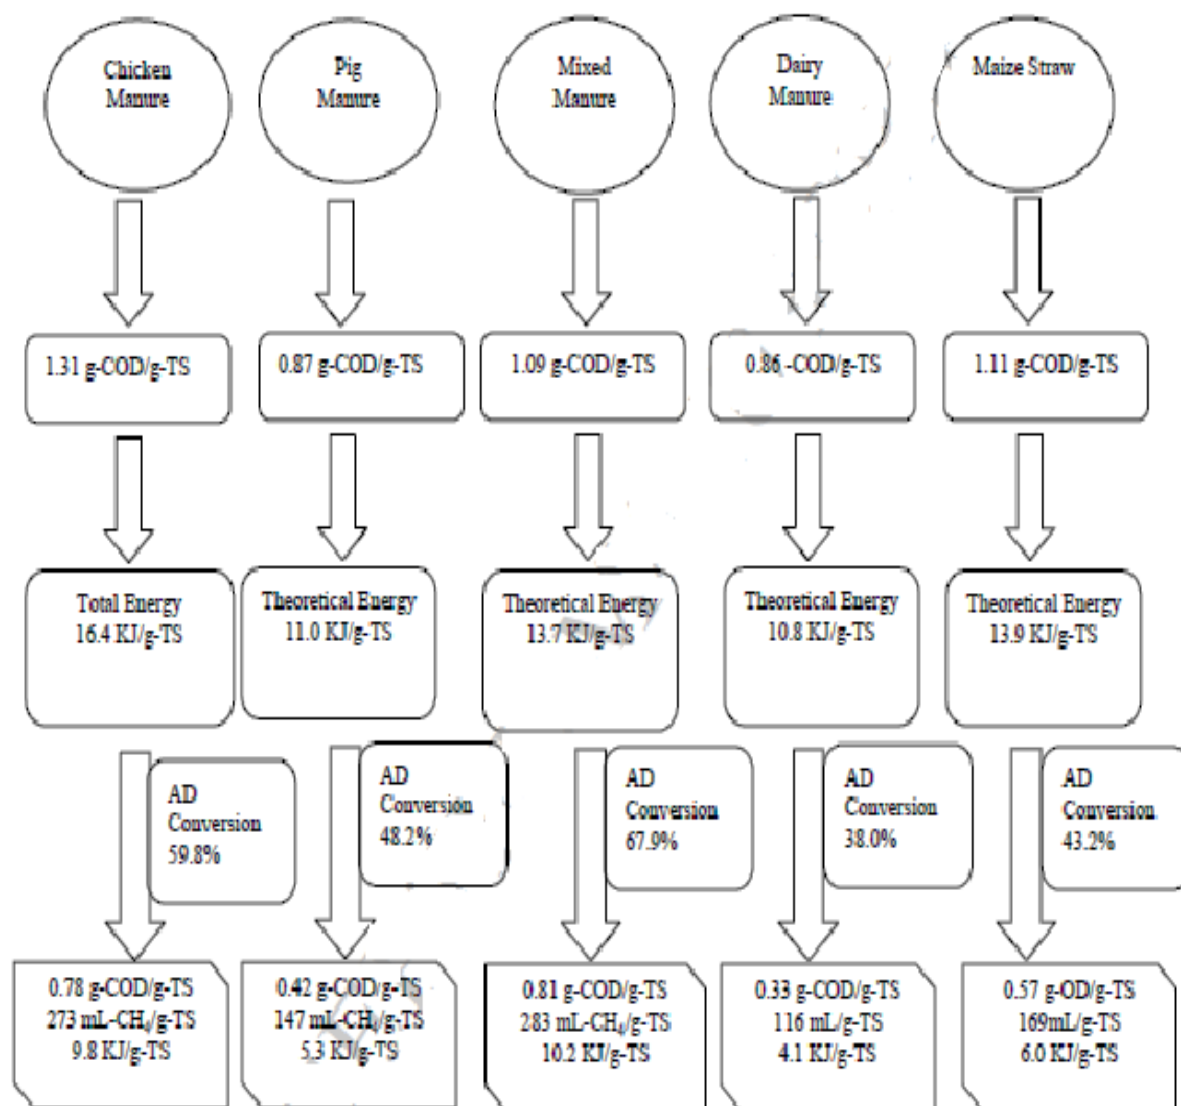 Chicken
Manure
Pig
Manure
Mixed
Manure
Dairy
Manure
Maize Straw
1.31 g-COD/g-TS
0.87 g-COD/g-TS
1.09 g-COD/g-TS
0.86 -COD/g-TS
1.11 g-COD/g-TS
Total Energy
16.4 KJ/g-TS
Theoretical Energy
11.0 KJ/g-TS
Theoretical Energy
13.7 KJ/g-TS
Theoretical Energy
10.8 KJ/g-TS
Theoretical Energy
13.9 KJ/g-TS
AD
Conversion
59.8%
AD
Conversion
48.2%
AD
Conversion
67.9%
AD
Conversion
38.0%
AD
Conversion
43.2%
0.78 g-COD/g-TS
273 mL-CH₄/g-TS
9.8 KJ/g-TS
0.42 g-COD/g-TS
147 mL-CH₄/g-TS
5.3 KJ/g-TS
0.81 g-COD/g-TS
283 mL-CH₄/g-TS
10.2 KJ/g-TS
0.33 g-COD/g-TS
116 mL/g-TS
4.1 KJ/g-TS
0.57 g-OD/g-TS
169mL/g-TS
6.0 KJ/g-TS